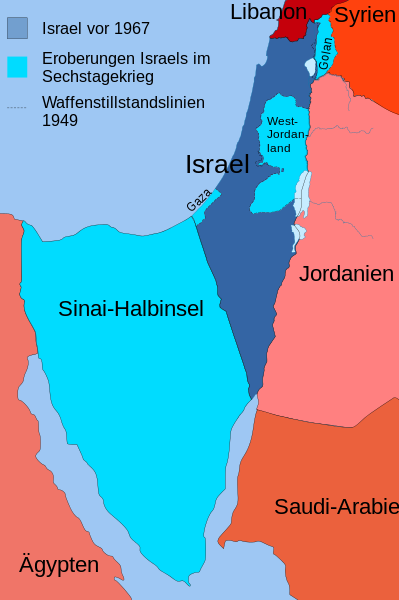 Libanon
Syrien
Israel vor 1967
Golan
Eroberungen Israels im
Sechstagekrieg
Waffenstillstandslinien
1949
West-
Jordan-
land
Israel
Gaza
Jordanien
Sinai-Halbinsel
Saudi-Arabie
Ägypten